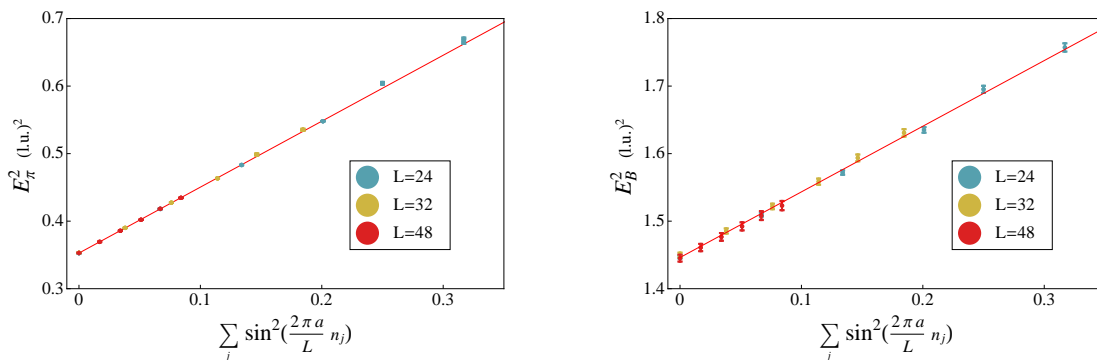 0.7
0.6
0.5
0.4
0.3
E_π^2 (l.u.)^2
L=24
L=32
L=48
0 0.1 0.2 0.3
∑_j sin^2(2 π a / L n_j)
1.8
1.7
1.6
1.5
1.4
E_B^2 (l.u.)^2
L=24
L=32
L=48
0 0.1 0.2 0.3
∑_j sin^2(2 π a / L n_j)